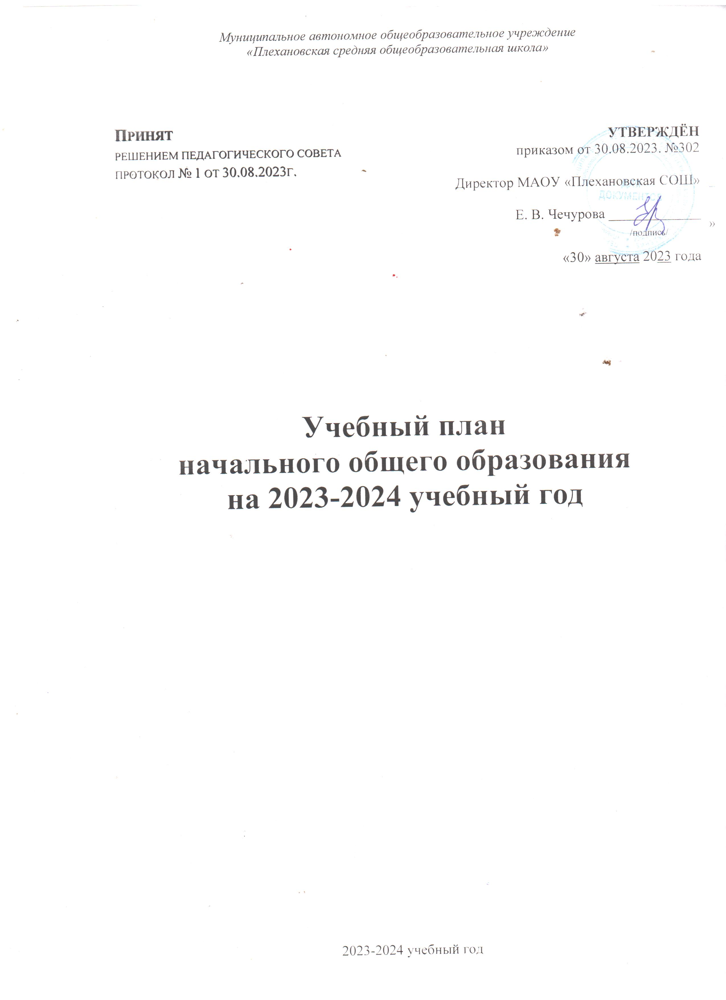 Муниципальное автономное общеобразовательное учреждение
«Плехановская средняя общеобразовательная школа»
ПРИНЯТ
РЕШЕНИЕМ ПЕДАГОГИЧЕСКОГО СОВЕТА
ПРОТОКОЛ № 1 ОТ 30.08.2023Г.
УТВЕРЖДЁН
приказом от 30.08.2023. №302
Директор МАОУ «Плехановская СОШ»
ДОКУМЕНТОВ
Е. В. Чечурова _______________
»
/подпись/
«30» августа 2023 года
Учебный план
начального общего образования
на 2023-2024 учебный год
2023-2024 учебный год